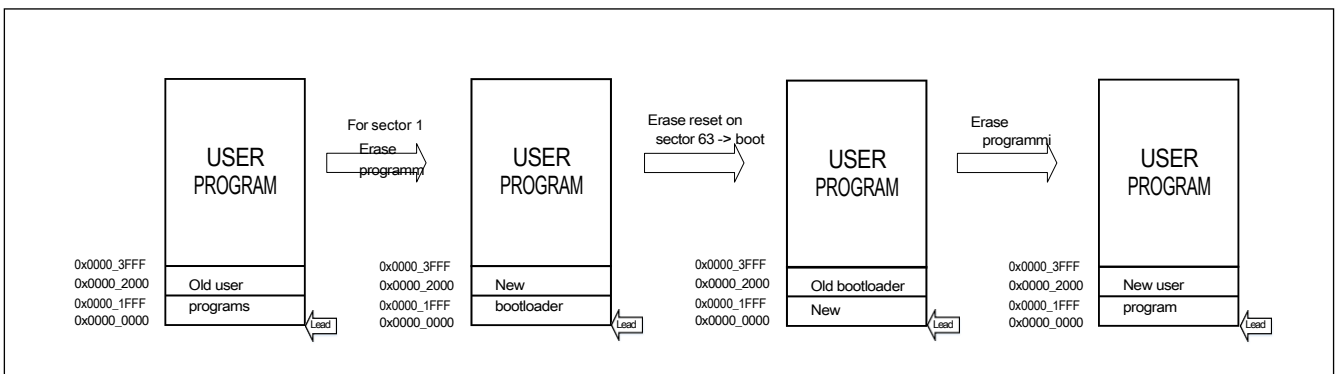 USER
PROGRAM
0x0000_3FFF
0x0000_2000
0x0000_1FFF
0x0000_0000
Old user
programs
Lead
For sector 1
Erase
programm
USER
PROGRAM
0x0000_3FFF
0x0000_2000
0x0000_1FFF
0x0000_0000
New
bootloader
Lead
Erase reset on
sector 63 -> boot
USER
PROGRAM
0x0000_3FFF
0x0000_2000
0x0000_1FFF
0x0000_0000
Old bootloader
New
Lead
Erase
programmi
USER
PROGRAM
0x0000_3FFF
0x0000_2000
0x0000_1FFF
0x0000_0000
New user
program
Lead